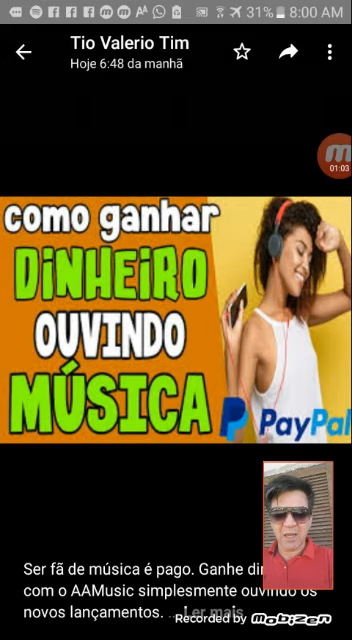 31% 8:00 AM
Tio Valerio Tim
Hoje 6:48 da manhã
01:03
como ganhar
DINHEIRO
OUVINDO
MÚSICA
PayPal
Ser fã de música é pago. Ganhe
com o AAMusic simplesmente ouvindo os
novos lançamentos. ... Ler mais
Recorded by mobizen